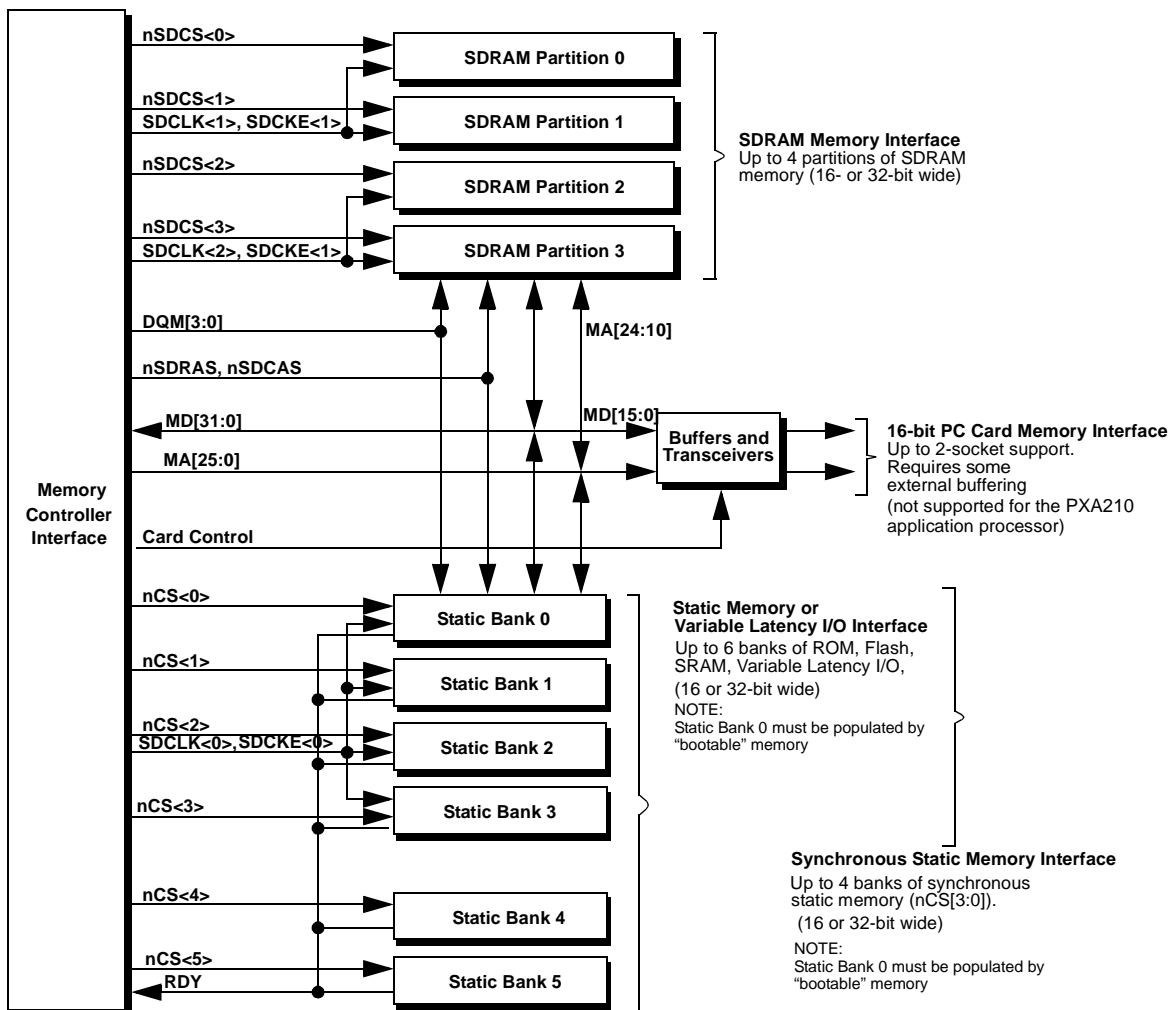 nSDCS<0>
SDRAM Partition 0
nSDCS<1>
SDCLK<1>, SDCKE<1>
SDRAM Partition 1
nSDCS<2>
SDRAM Partition 2
nSDCS<3>
SDCLK<2>, SDCKE<1>
SDRAM Partition 3
SDRAM Memory Interface
Up to 4 partitions of SDRAM
memory (16- or 32-bit wide)
DQM[3:0]
MA[24:10]
nSDRAS, nSDCAS
MD[31:0]
MD[15:0]
MA[25:0]
Buffers and
Transceivers
16-bit PC Card Memory Interface
Up to 2-socket support.
Requires some
external buffering
(not supported for the PXA210
application processor)
Memory
Controller
Interface
Card Control
nCS<0>
Static Bank 0
nCS<1>
Static Bank 1
nCS<2>
SDCLK<0>, SDCKE<0>
Static Bank 2
nCS<3>
Static Bank 3
nCS<4>
Static Bank 4
nCS<5>
RDY
Static Bank 5
Static Memory or
Variable Latency I/O Interface
Up to 6 banks of ROM, Flash,
SRAM, Variable Latency I/O,
(16 or 32-bit wide)
NOTE:
Static Bank 0 must be populated by
“bootable” memory
Synchronous Static Memory Interface
Up to 4 banks of synchronous
static memory (nCS[3:0]).
(16 or 32-bit wide)
NOTE:
Static Bank 0 must be populated by
“bootable” memory